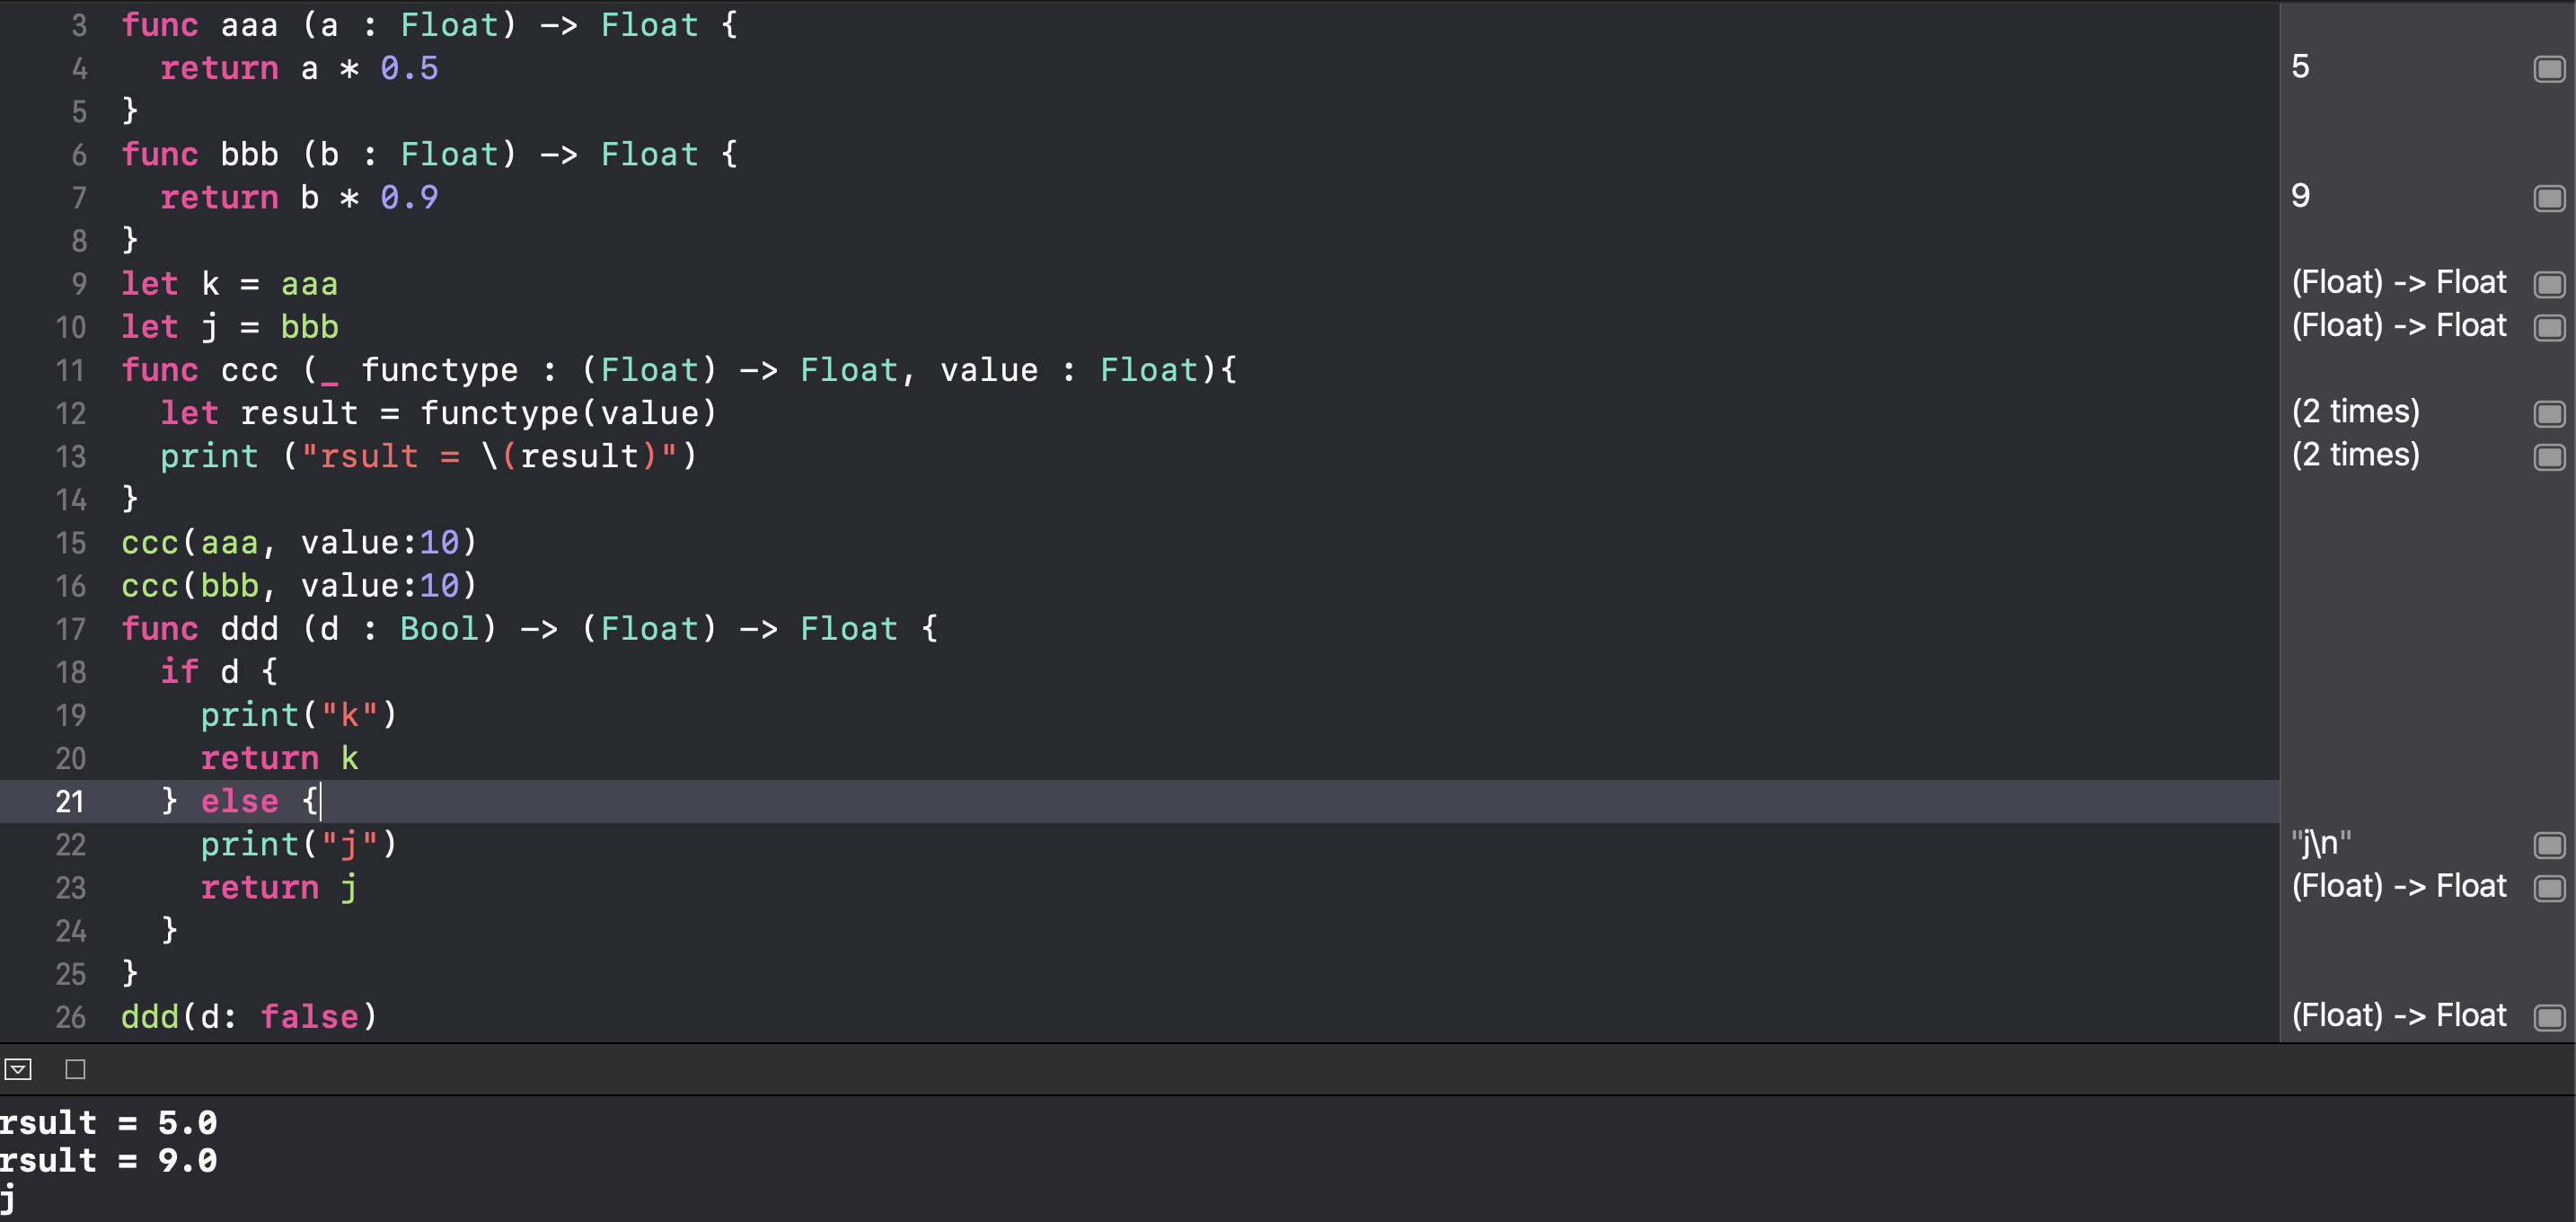 3 func aaa (a : Float) -> Float {
4 return a * 0.5 5
5 }
6 func bbb (b : Float) -> Float {
7 return b * 0.9 9
8 }
9 let k = aaa (Float) -> Float
10 let j = bbb (Float) -> Float
11 func ccc (_ functype : (Float) -> Float, value : Float){
12 let result = functype(value) (2 times)
13 print ("rsult = \(result)") (2 times)
14 }
15 ccc(aaa, value:10)
16 ccc(bbb, value:10)
17 func ddd (d : Bool) -> (Float) -> Float {
18 if d {
19 print("k")
20 return k
21 } else {
22 print("j") "j\n"
23 return j (Float) -> Float
24 }
25 }
26 ddd(d: false) (Float) -> Float
rsult = 5.0
rsult = 9.0
j